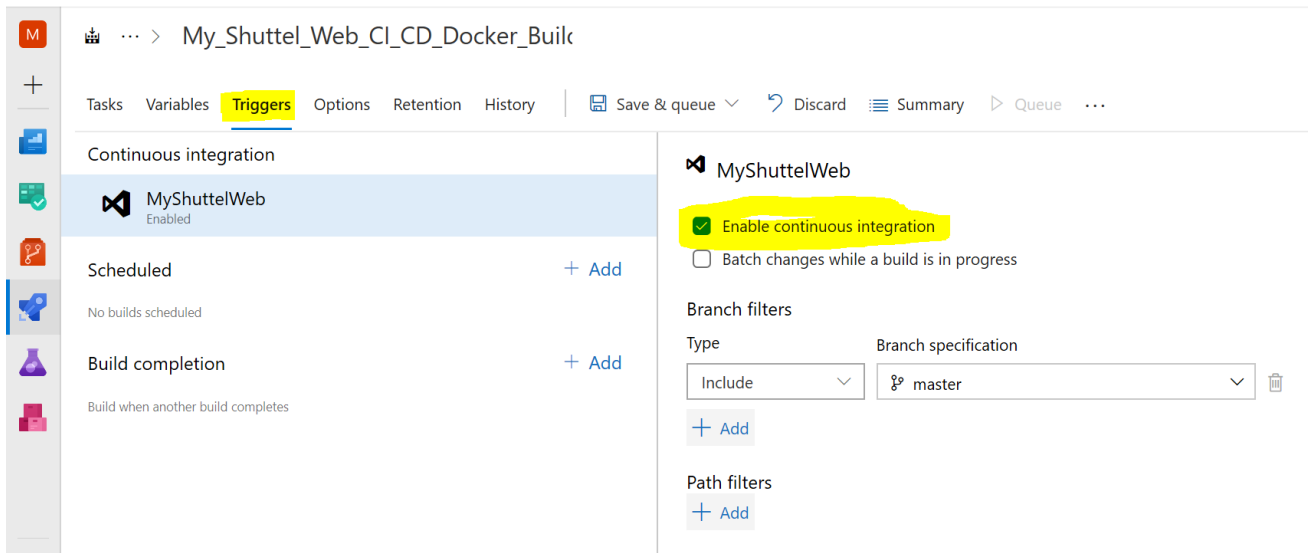 M
... > My_Shuttel_Web_CI_CD_Docker_Builc
Tasks Variables Triggers Options Retention History Save & queue Discard Summary Queue ...
Continuous integration
MyShuttelWeb
Enabled
Scheduled + Add
No builds scheduled
Build completion + Add
Build when another build completes
MyShuttelWeb
Enable continuous integration
Batch changes while a build is in progress
Branch filters
Type Branch specification
Include master
+ Add
Path filters
+ Add